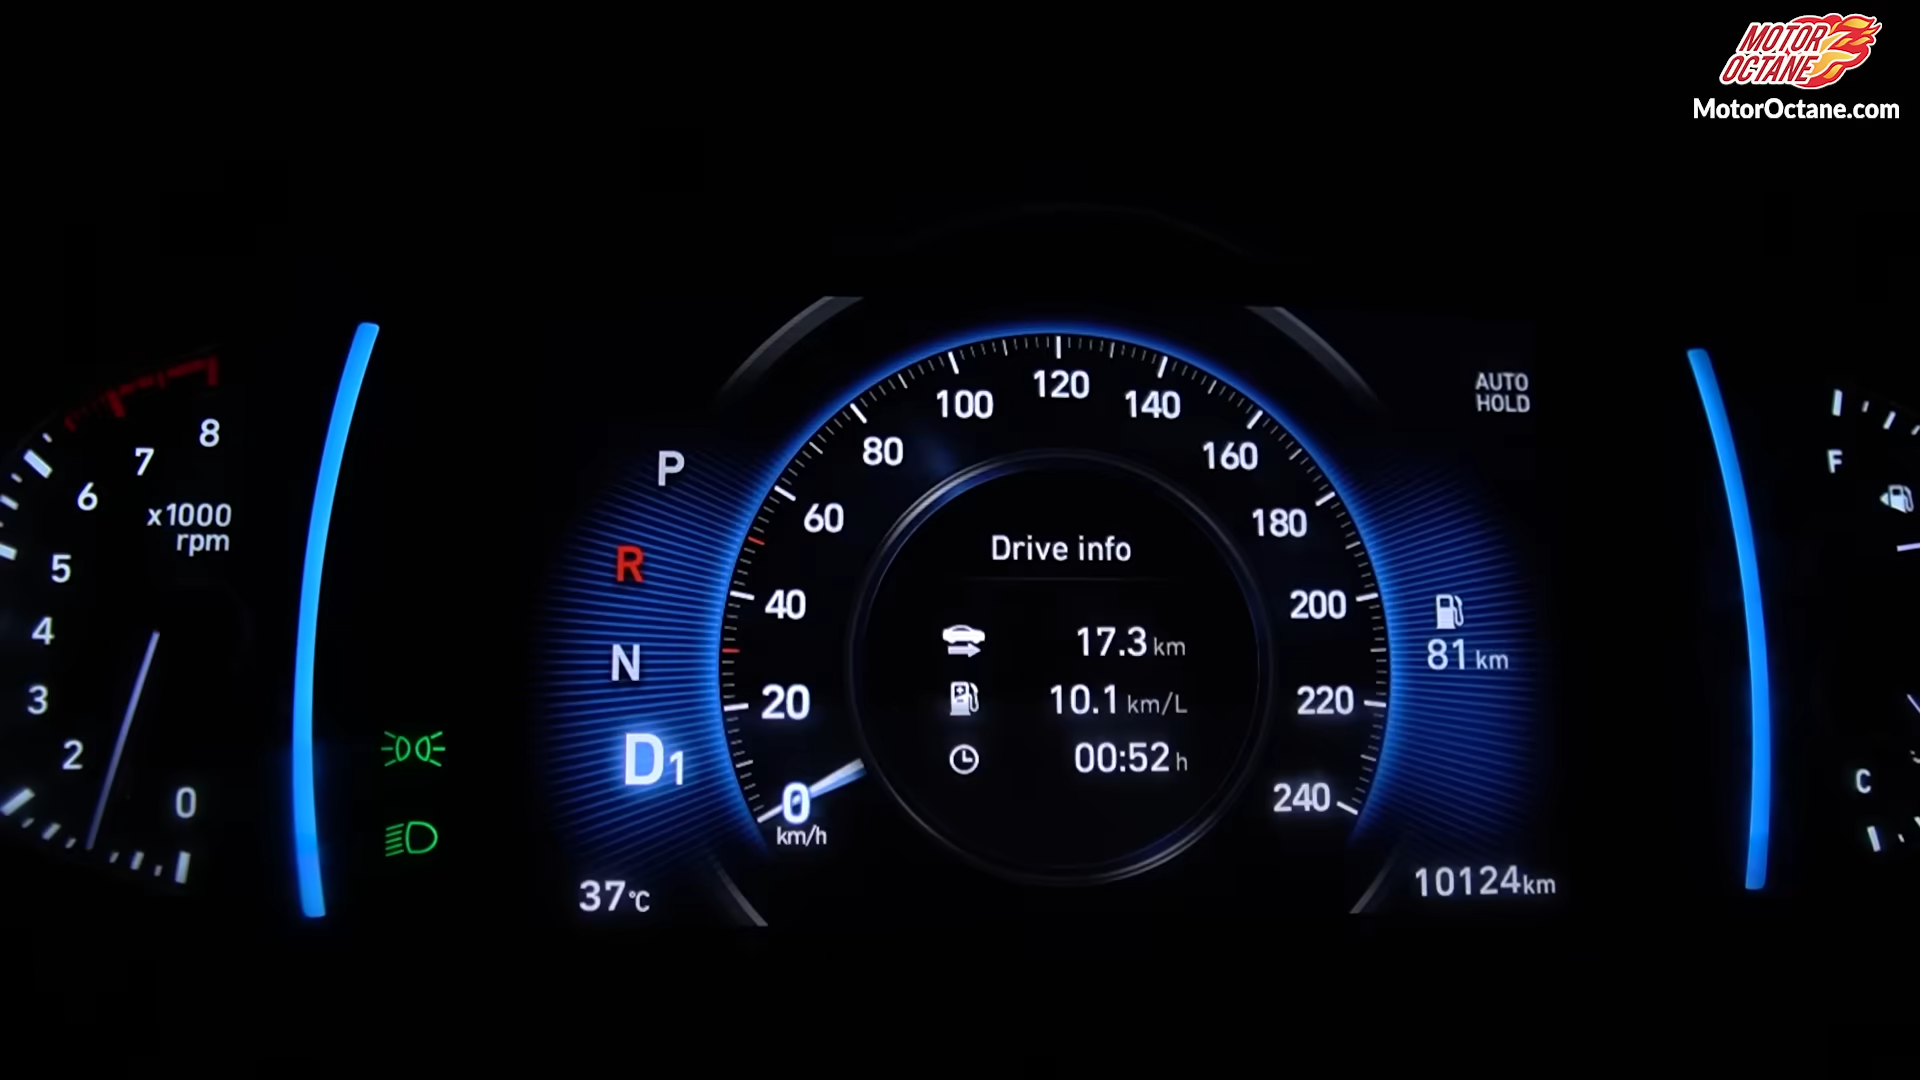 MOTOR
OCTANE
MotorOctane.com
8
7
6
5
4
3
2
0
x1000
rpm
P
R
N
D1
37°C
0
20
40
60
80
100
120
140
160
180
200
220
240
km/h
Drive info
17.3 km
10.1 km/L
00:52 h
AUTO
HOLD
81 km
10124 km
F
C